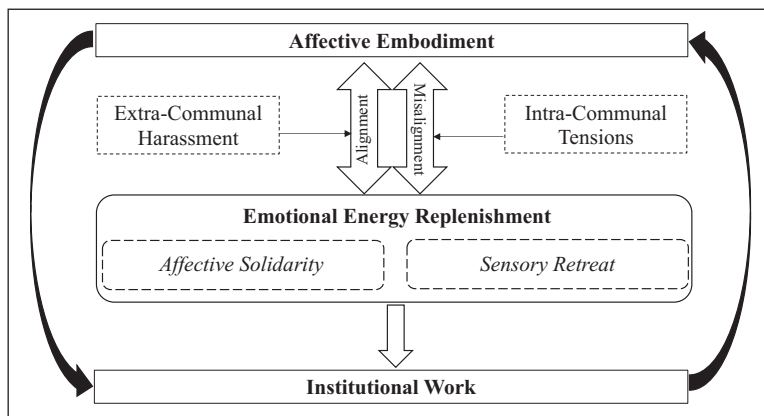 Affective Embodiment
Extra-Communal
Harassment
Alignment
Misalignment
Intra-Communal
Tensions
Emotional Energy Replenishment
Affective Solidarity
Sensory Retreat
Institutional Work